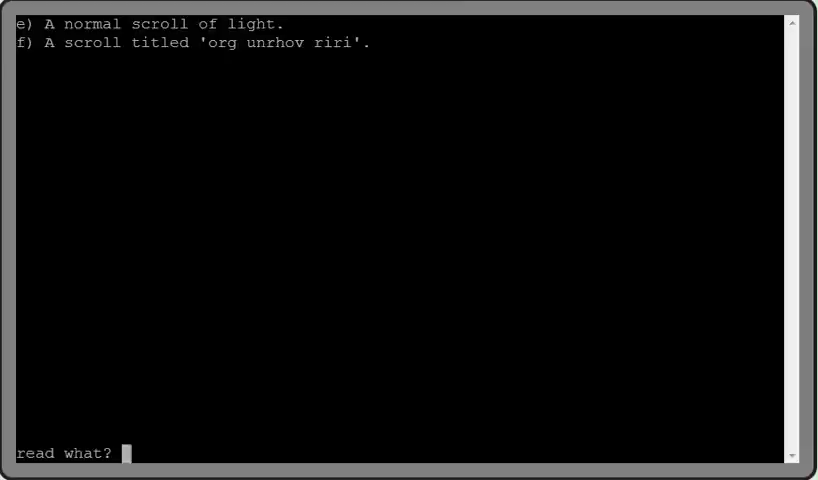 e) A normal scroll of light.
f) A scroll titled 'org unrhov riri'.
read what?